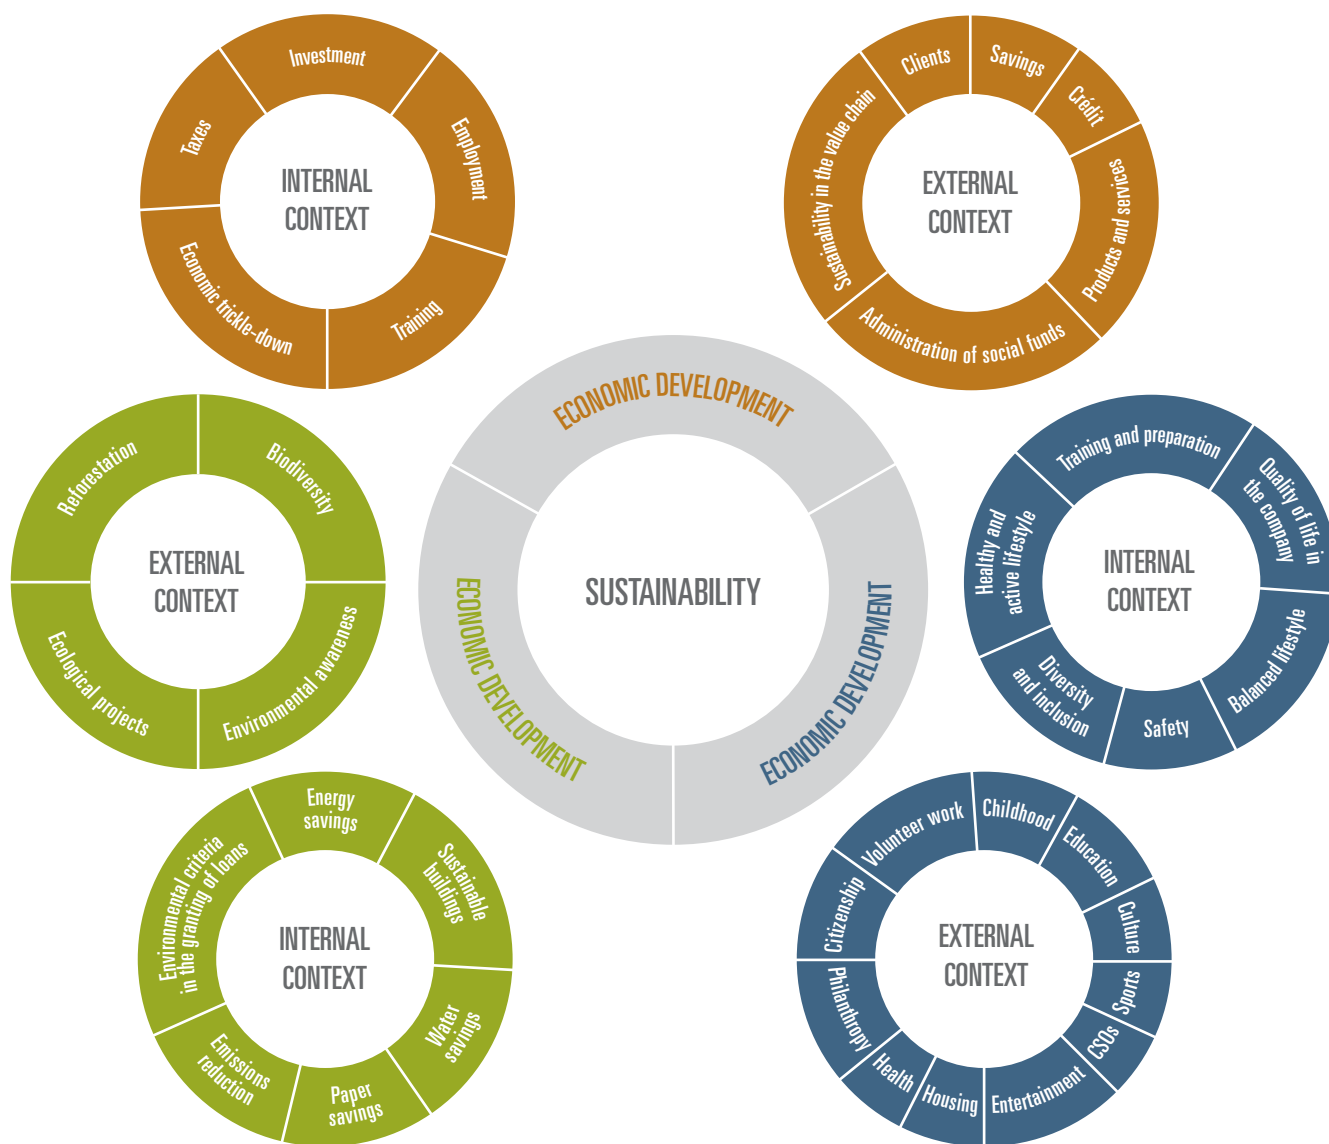 Investment
Employment
Training
Economic trickle-down
Taxes
INTERNAL
CONTEXT
Clients
Savings
Crédit
Products and services
Administration of social funds
Sustainability in the value chain
EXTERNAL
CONTEXT
ECONOMIC DEVELOPMENT
ECONOMIC DEVELOPMENT
ECONOMIC DEVELOPMENT
SUSTAINABILITY
Reforestation
Biodiversity
Environmental awareness
Ecological projects
EXTERNAL
CONTEXT
Training and preparation
Quality of life in
the company
Balanced lifestyle
Safety
Diversity
and inclusion
Healthy and
active lifestyle
INTERNAL
CONTEXT
Energy
savings
Sustainable
buildings
Water
savings
Paper
savings
Emissions
reduction
Environmental criteria
in the granting of loans
INTERNAL
CONTEXT
Volunteer work
Childhood
Education
Culture
Sports
CSOs
Entertainment
Housing
Health
Philanthropy
Citizenship
EXTERNAL
CONTEXT